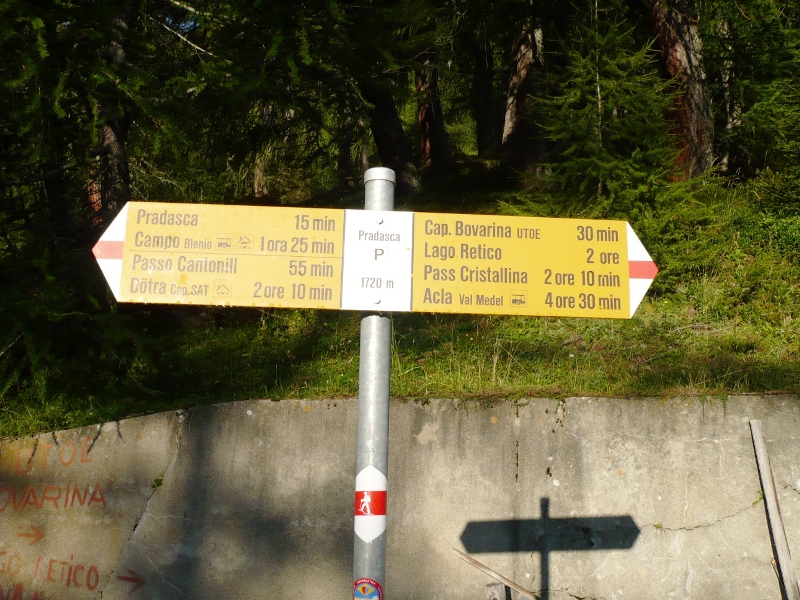 Pradasca 15 min
Campo Blenio 1 ora 25 min
Passo Cantonill 55 min
Dötra Cap. SAT 2 ore 10 min
Pradasca
P
1720 m
Cap. Bovarina UTOE 30 min
Lago Retico 2 ore
Pass Cristallina 2 ore 10 min
Acla Val Medel 4 ore 30 min
UTOE
OVARINA
→
GO RETICO →